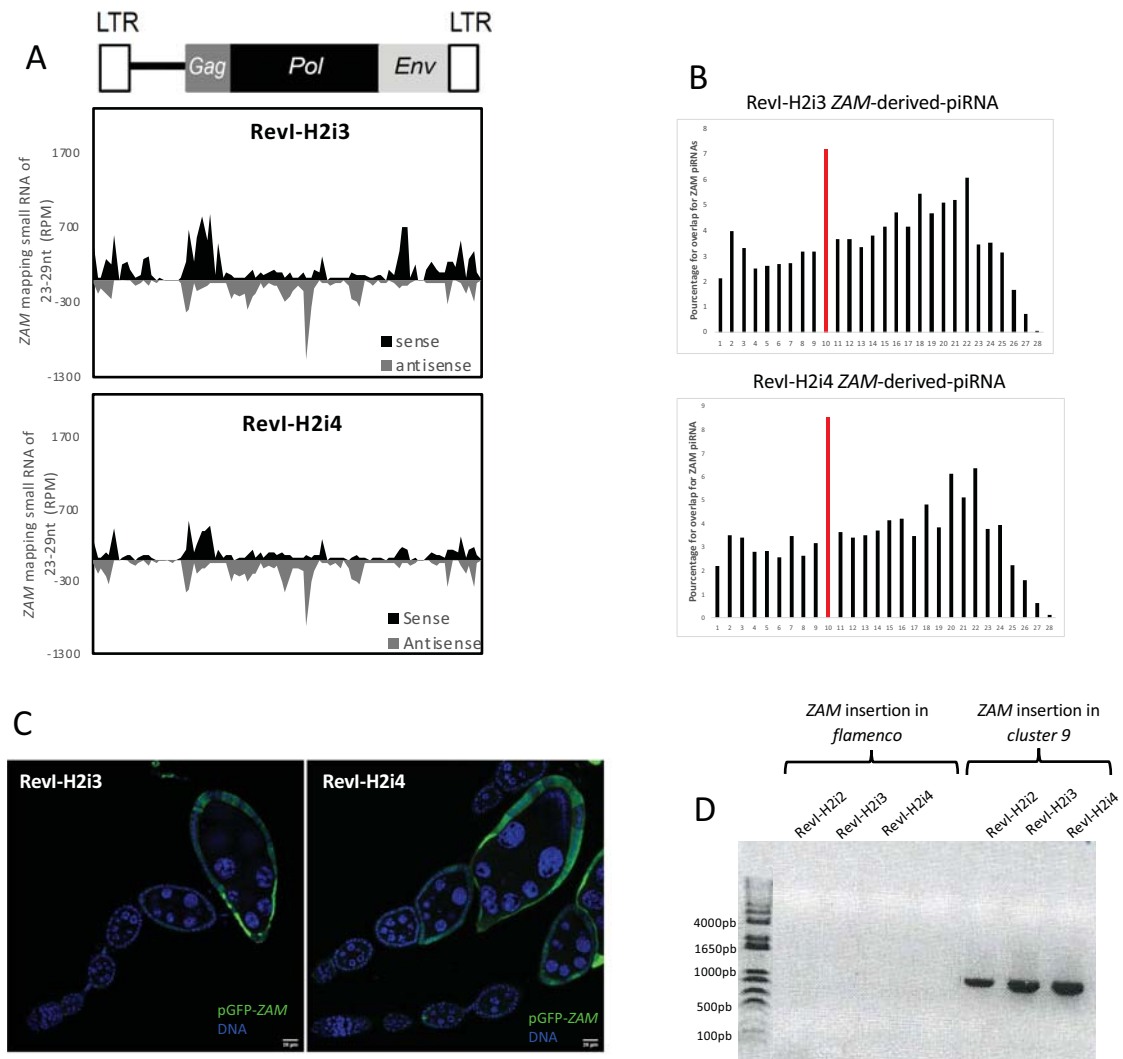 A
LTR
LTR
Gag
Pol
Env
RevI-H2i3
ZAM mapping small RNA of
23-29nt (RPM)
1700
700
-300
-1300
sense
antisense
RevI-H2i4
ZAM mapping small RNA of
23-29nt (RPM)
1700
700
-300
-1300
Sense
Antisense
B
RevI-H2i3 ZAM-derived-piRNA
Pourcentage for overlap for ZAM piRNAs
8
7
6
5
4
3
2
1
0
1 2 3 4 5 6 7 8 9 10 11 12 13 14 15 16 17 18 19 20 21 22 23 24 25 26 27 28
RevI-H2i4 ZAM-derived-piRNA
Pourcentage for overlap for ZAM piRNA
9
8
7
6
5
4
3
2
1
0
1 2 3 4 5 6 7 8 9 10 11 12 13 14 15 16 17 18 19 20 21 22 23 24 25 26 27 28
C
RevI-H2i3
pGFP-ZAM
DNA
RevI-H2i4
pGFP-ZAM
DNA
D
ZAM insertion in
flamenco
ZAM insertion in
cluster 9
RevI-H2i2
RevI-H2i3
RevI-H2i4
RevI-H2i2
RevI-H2i3
RevI-H2i4
4000pb
1650pb
1000pb
500pb
100pb